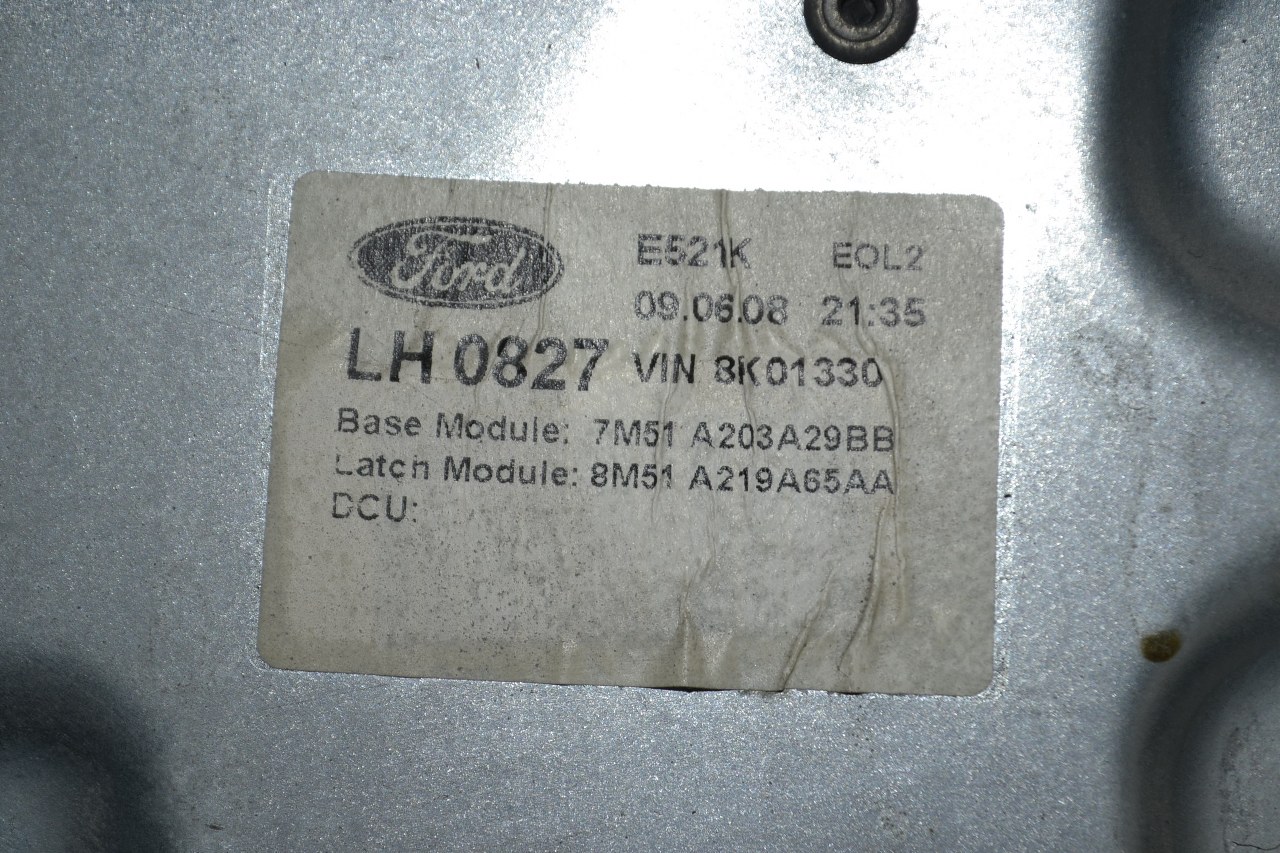 Ford
E521K EOL2
09.06.08 21:35
LH 0827 VIN 8K01330
Base Module: 7M51 A203A29BB
Latch Module: 8M51 A219A65AA
DCU: